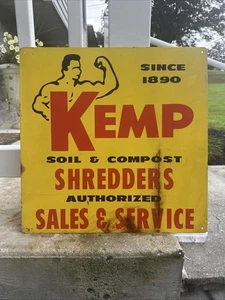 SINCE
1890
KEMP
SOIL & COMPOST
SHREDDERS
AUTHORIZED
SALES & SERVICE